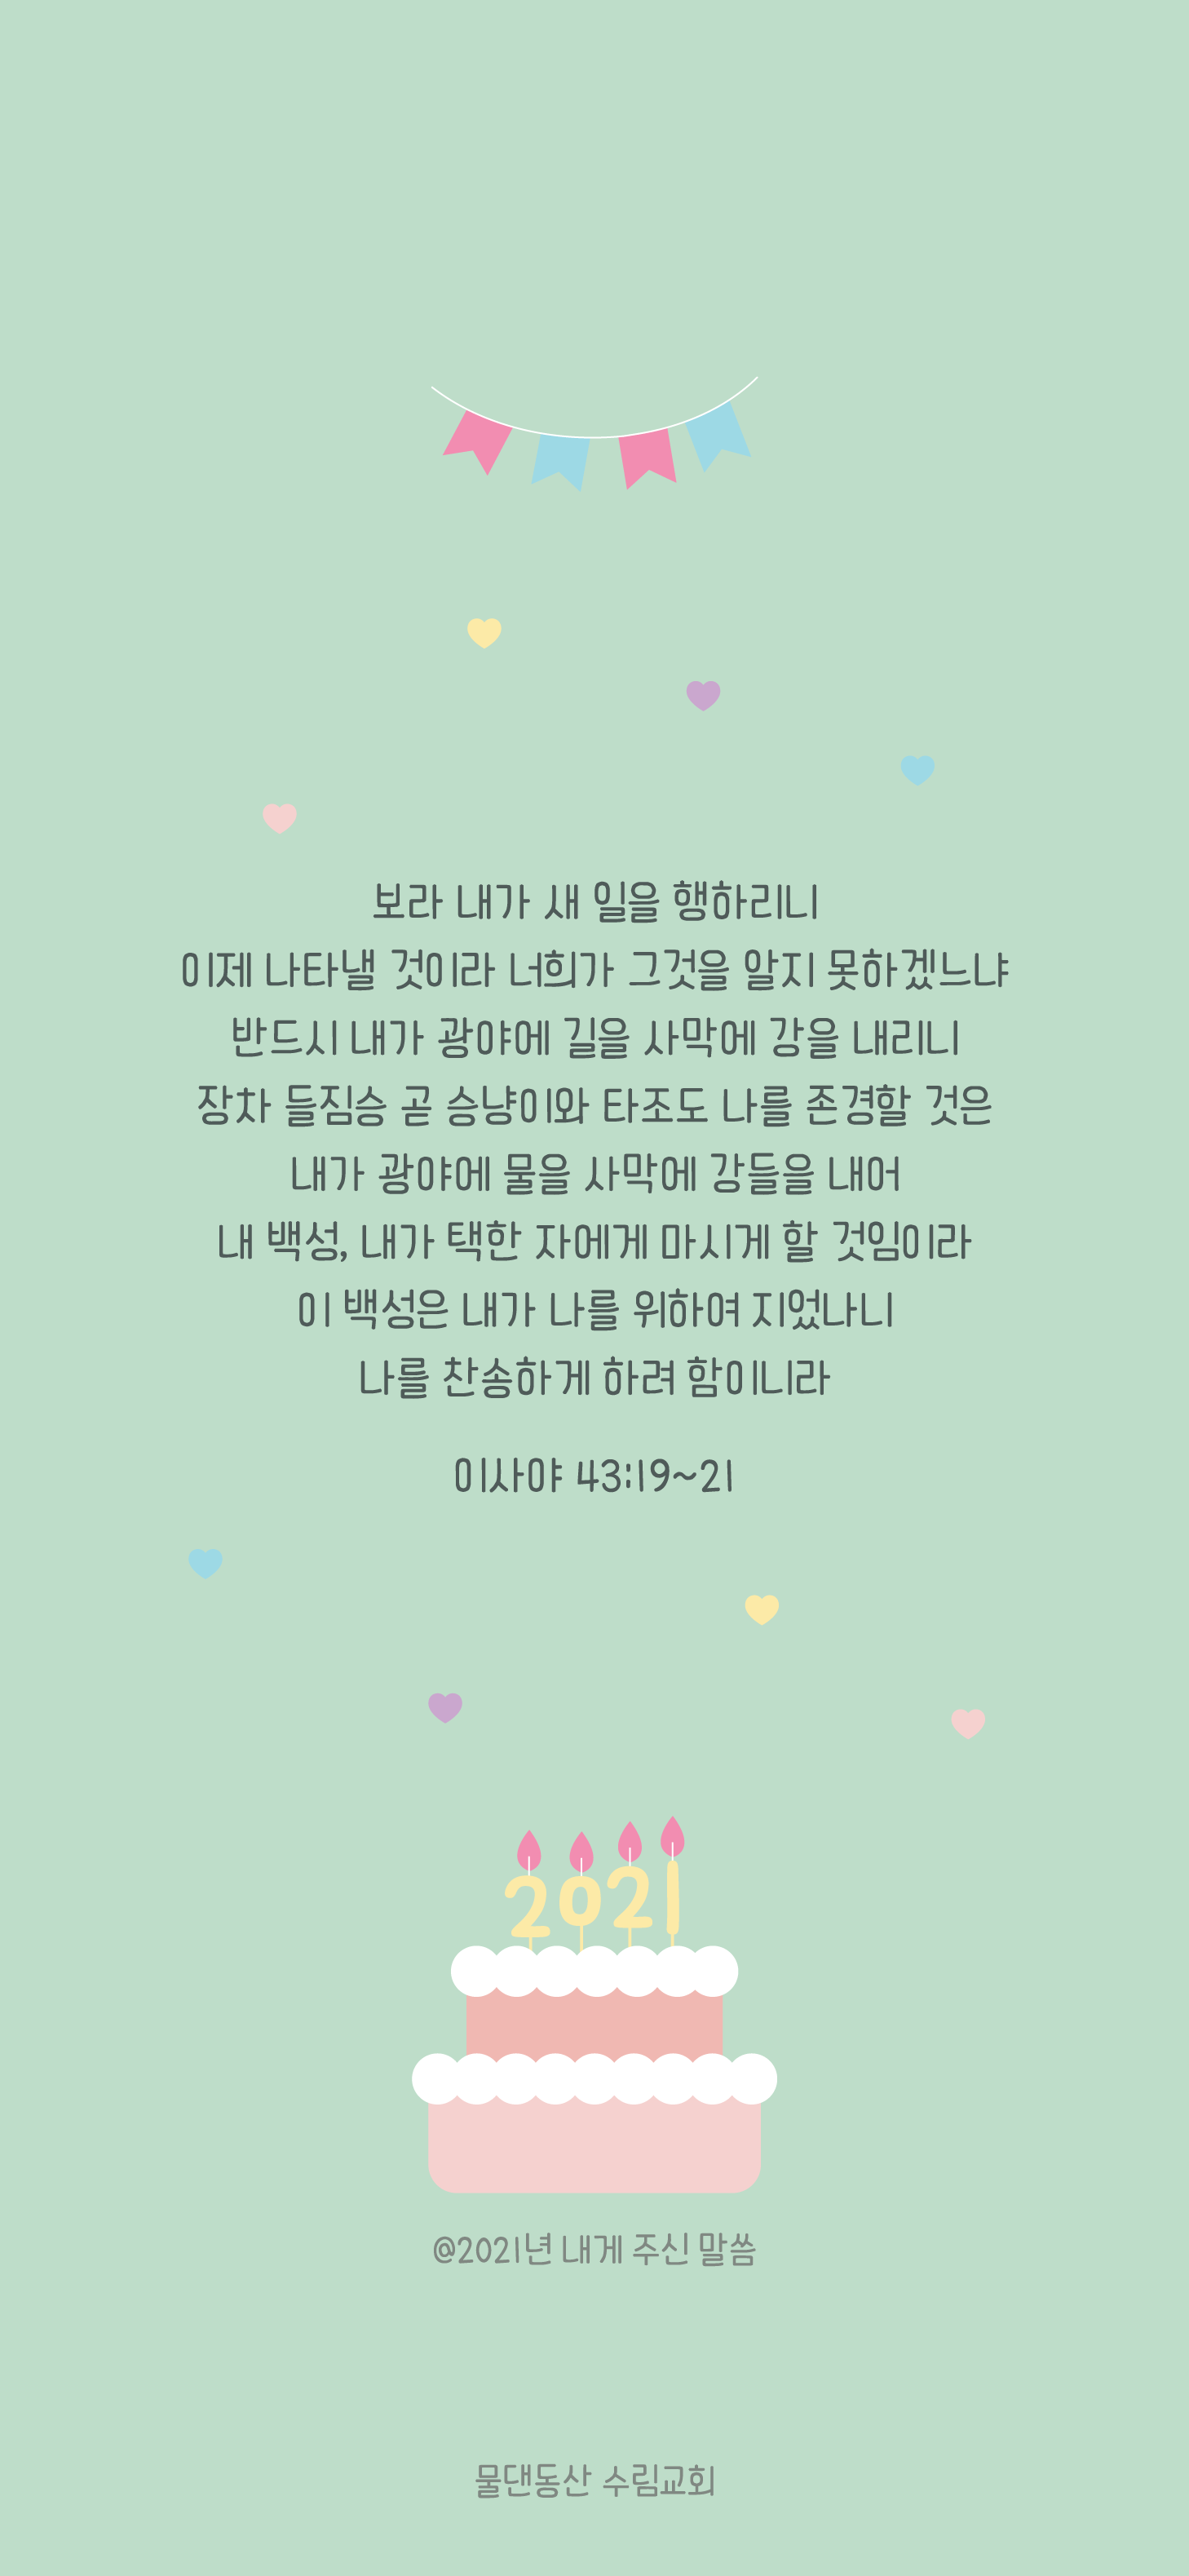 보라 내가 새 일을 행하리니
이제 나타낼 것이라 너희가 그것을 알지 못하겠느냐
반드시 내가 광야에 길을 사막에 강을 내리니
장차 들짐승 곧 승냥이와 타조도 나를 존경할 것은
내가 광야에 물을 사막에 강들을 내어
내 백성, 내가 택한 자에게 마시게 할 것임이라
이 백성은 내가 나를 위하여 지었나니
나를 찬송하게 하려 함이니라
이사야 43:19~21
2021
@2021년 내게 주신 말씀
물댄동산 수림교회